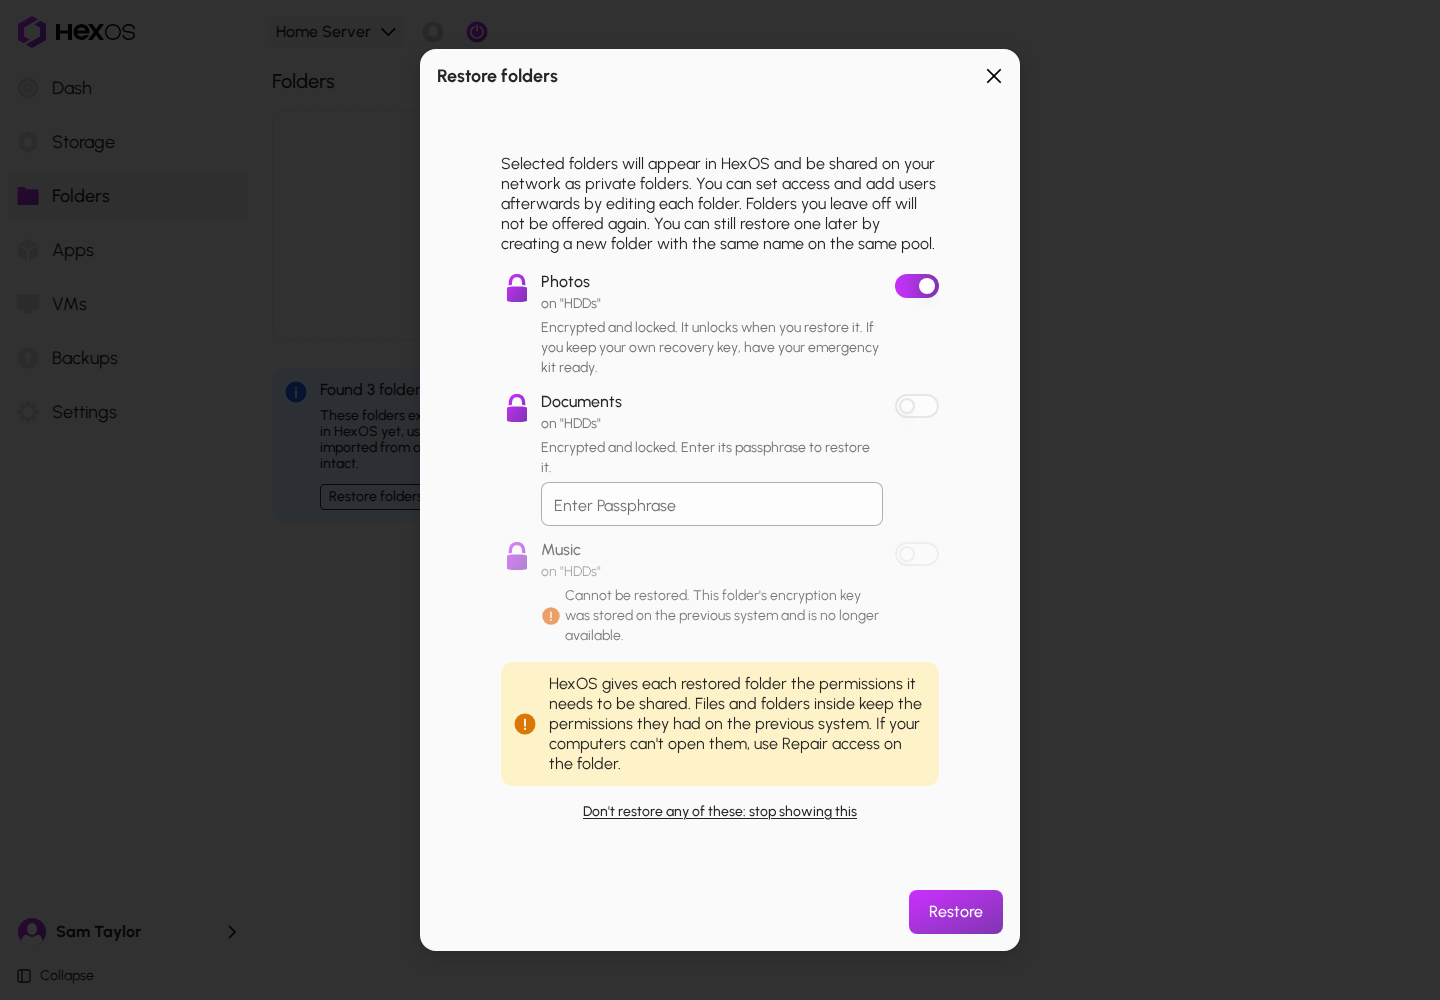 HexOS
Home Server
Dash
Storage
Folders
Apps
VMs
Backups
Settings
Folders
Found 3 folder
These folders ex
in HexOS yet, us
imported from a
intact.
Restore folders
Restore folders
Selected folders will appear in HexOS and be shared on your
network as private folders. You can set access and add users
afterwards by editing each folder. Folders you leave off will
not be offered again. You can still restore one later by
creating a new folder with the same name on the same pool.
Photos
on "HDDs"
Encrypted and locked. It unlocks when you restore it. If
you keep your own recovery key, have your emergency
kit ready.
Documents
on "HDDs"
Encrypted and locked. Enter its passphrase to restore
it.
Enter Passphrase
Music
on "HDDs"
Cannot be restored. This folder's encryption key
was stored on the previous system and is no longer
available.
HexOS gives each restored folder the permissions it
needs to be shared. Files and folders inside keep the
permissions they had on the previous system. If your
computers can't open them, use Repair access on
the folder.
Don't restore any of these: stop showing this
Restore
Sam Taylor
Collapse